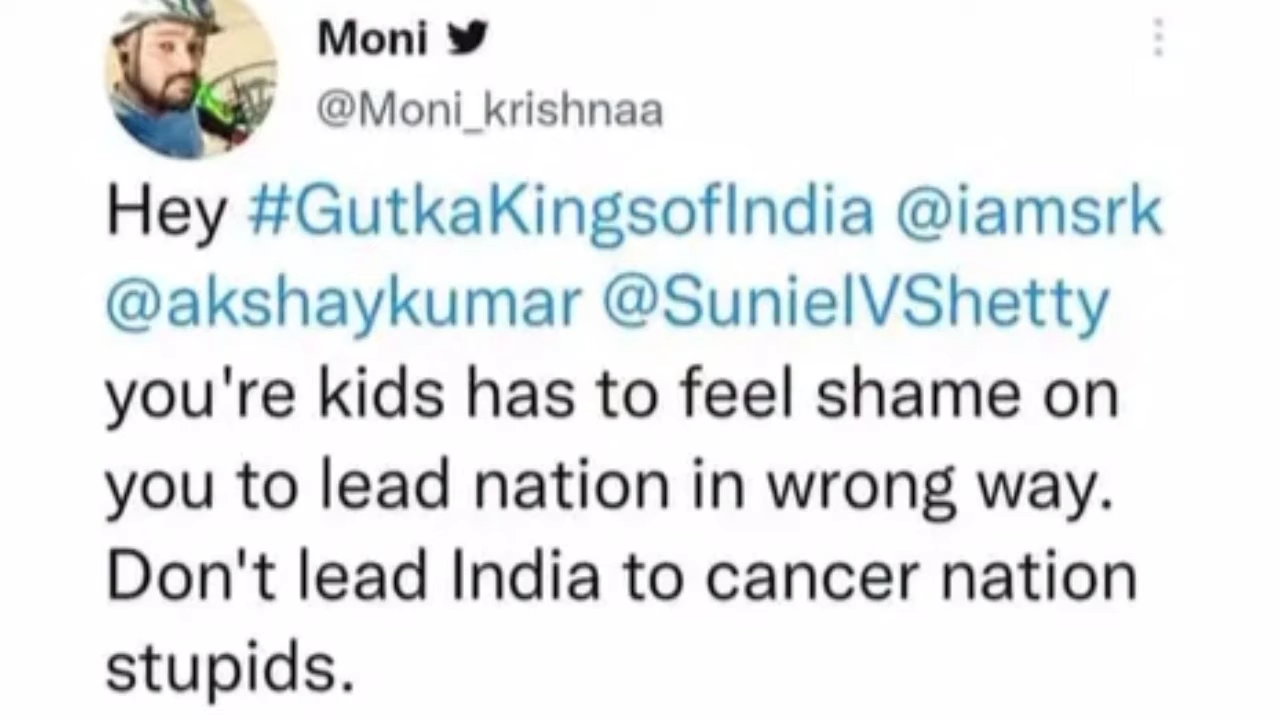 Moni
@Moni_krishnaa
Hey #GutkaKingsofIndia @iamsrk
@akshaykumar @SunielVShetty
you're kids has to feel shame on
you to lead nation in wrong way.
Don't lead India to cancer nation
stupids.